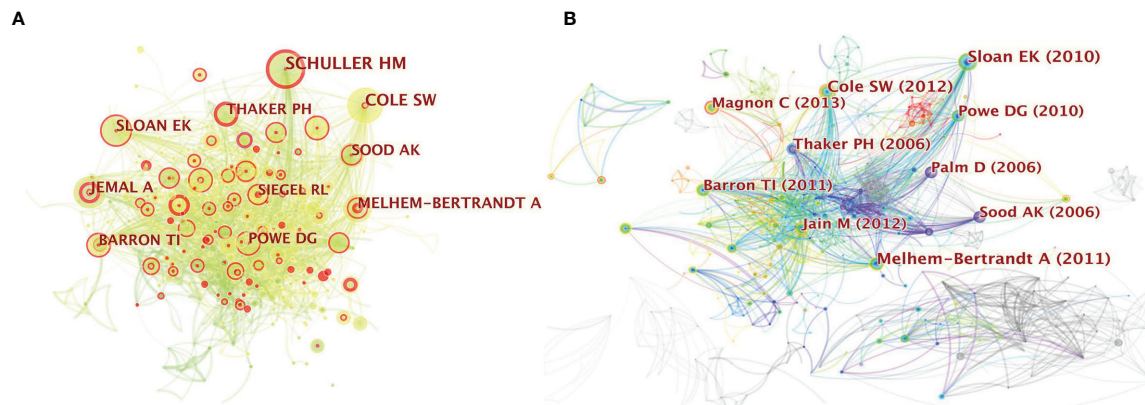 A
SCHULLER HM
COLE SW
THAKER PH
SLOAN EK
SOOD AK
JEMAL A
SIEGEL RL
MELHEM-BERTRANDT A
BARRON TI
POWE DG
B
Sloan EK (2010)
Cole SW (2012)
Magnon C (2013)
Powe DG (2010)
Thaker PH (2006)
Palm D (2006)
Barron TI (2011)
Sood AK (2006)
Jain M (2012)
Melhem-Bertrandt A (2011)